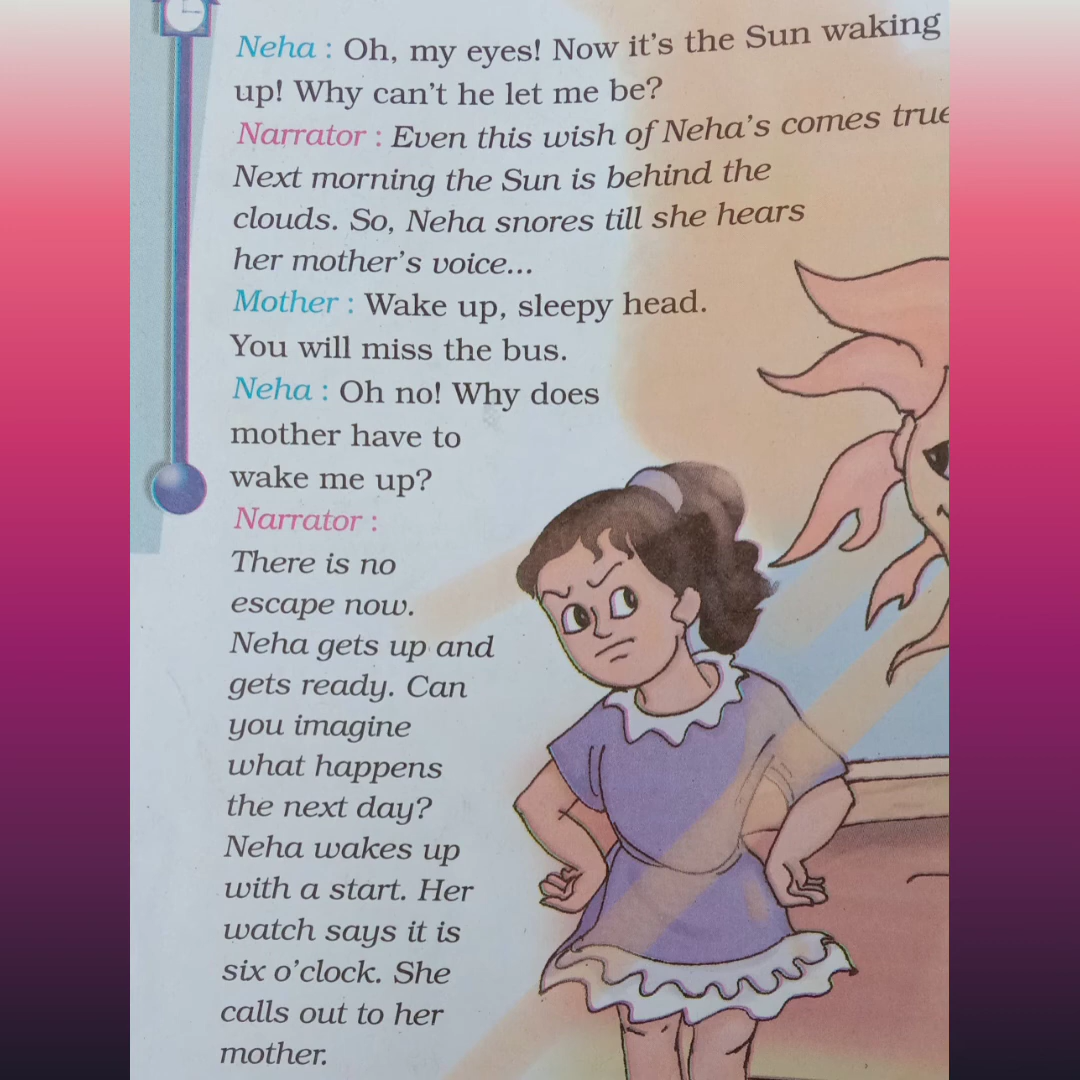 Neha : Oh, my eyes! Now it's the Sun waking
up! Why can't he let me be?
Narrator : Even this wish of Neha's comes true
Next morning the Sun is behind the
clouds. So, Neha snores till she hears
her mother's voice...
Mother : Wake up, sleepy head.
You will miss the bus.
Neha : Oh no! Why does
mother have to
wake me up?
Narrator :
There is no
escape now.
Neha gets up and
gets ready. Can
you imagine
what happens
the next day?
Neha wakes up
with a start. Her
watch says it is
six o'clock. She
calls out to her
mother.